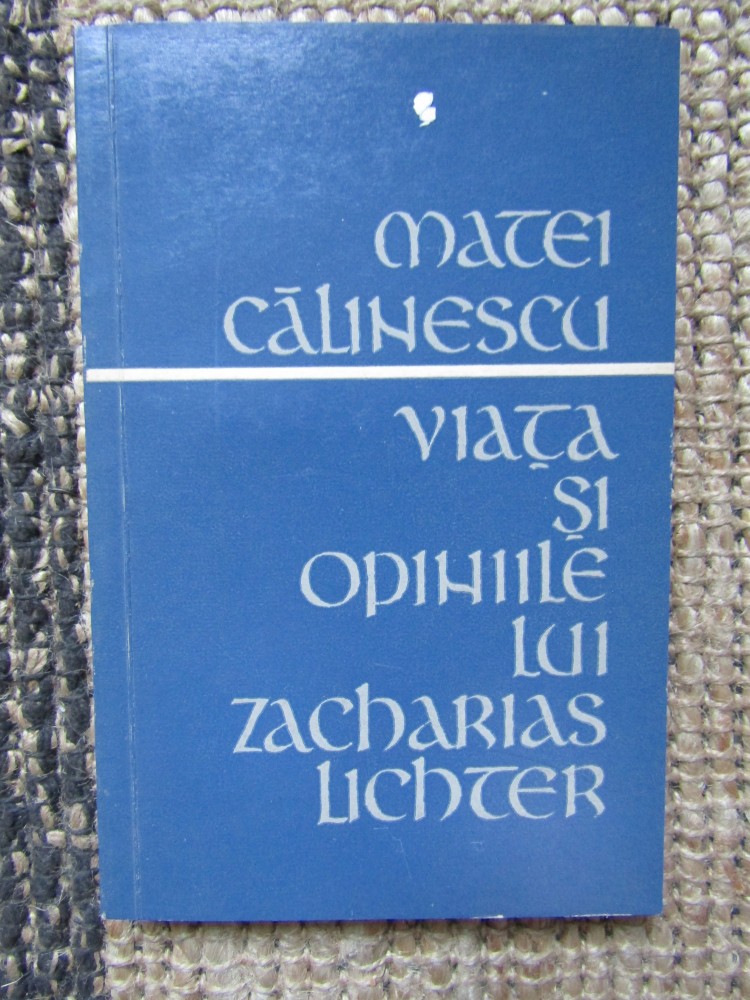 MATEI
CĂLINESCU
VIAȚA
ȘI
OPINIILE
LUI
ZACHARIAS
LICHTER